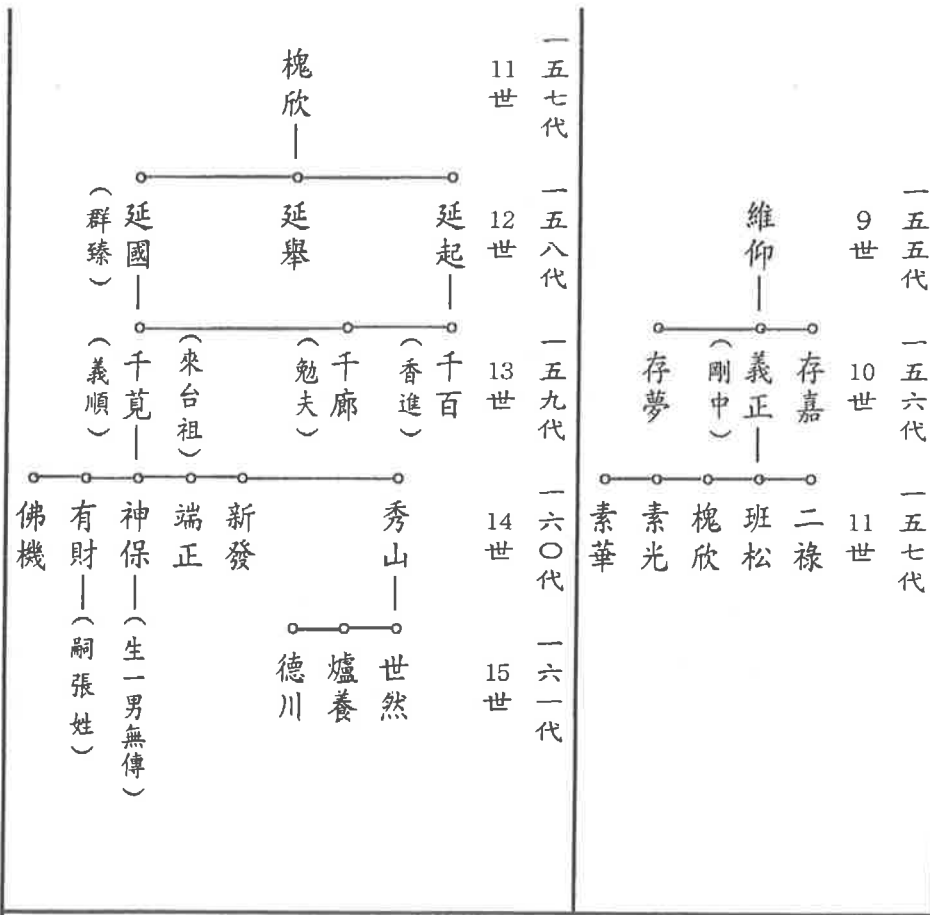 一五五代
9世
維仰
一五六代
10世
存嘉
義正
(剛中)
存夢
一五七代
11世
二祿
班松
槐欣
素光
素華
一五七代
11世
槐欣
一五八代
12世
延起
延舉
延國
(群臻)
一五九代
13世
千百
(香進)
千廊
(勉夫)
(來台祖)
千莧
(義順)
一六〇代
14世
秀山
新發
端正
神保
(生一男無傳)
有財
(嗣張姓)
佛機
一六一代
15世
世然
爐養
德川